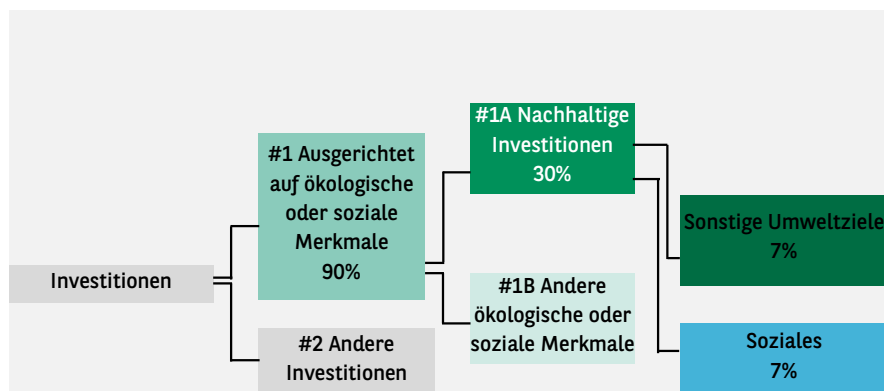 Investitionen
#1 Ausgerichtet
auf ökologische
oder soziale
Merkmale
90%
#2 Andere
Investitionen
#1A Nachhaltige
Investitionen
30%
#1B Andere
ökologische oder
soziale Merkmale
Sonstige Umweltziele
7%
Soziales
7%